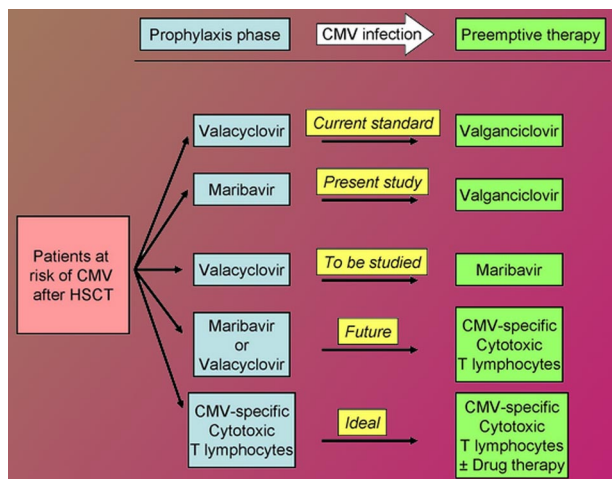 Prophylaxis phase
CMV infection
Preemptive therapy
Valacyclovir
Current standard
Valganciclovir
Maribavir
Present study
Valganciclovir
Patients at
risk of CMV
after HSCT
Valacyclovir
To be studied
Maribavir
Maribavir
or
Valacyclovir
Future
CMV-specific
Cytotoxic
T lymphocytes
CMV-specific
Cytotoxic
T lymphocytes
Ideal
CMV-specific
Cytotoxic
T lymphocytes
± Drug therapy